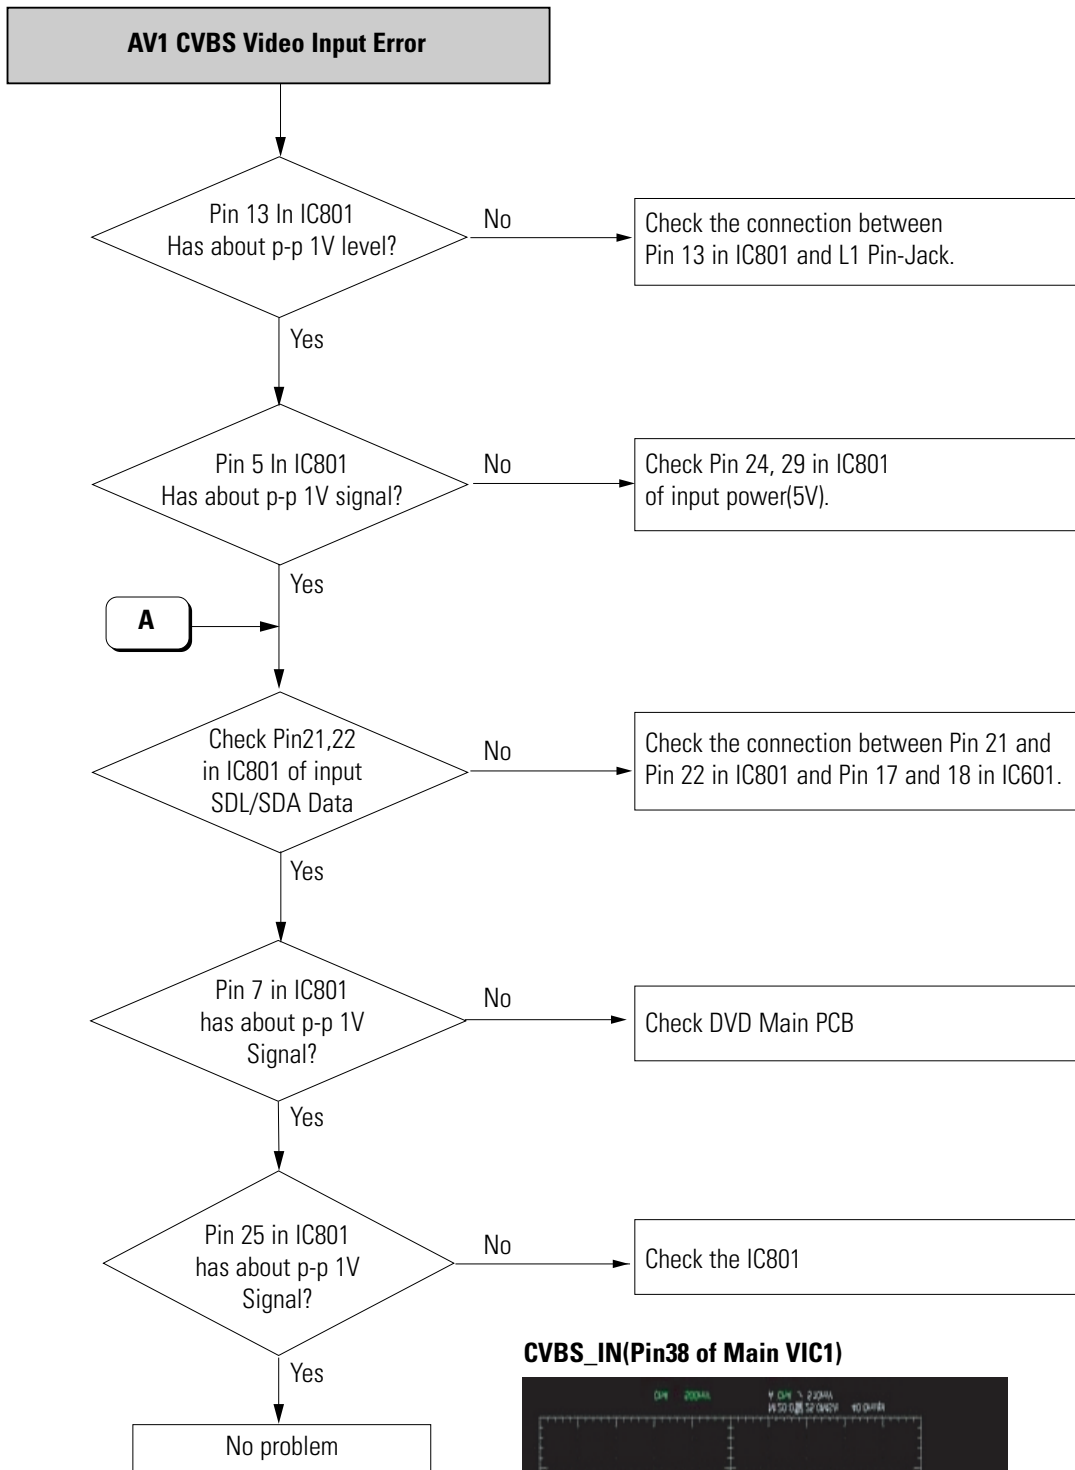 AV1 CVBS Video Input Error
Pin 13 In IC801
Has about p-p 1V level?
No
Check the connection between
Pin 13 in IC801 and L1 Pin-Jack.
Yes
Pin 5 In IC801
Has about p-p 1V signal?
No
Check Pin 24, 29 in IC801
of input power(5V).
Yes
A
Check Pin21,22
in IC801 of input
SDL/SDA Data
No
Check the connection between Pin 21 and
Pin 22 in IC801 and Pin 17 and 18 in IC601.
Yes
Pin 7 in IC801
has about p-p 1V
Signal?
No
Check DVD Main PCB
Yes
Pin 25 in IC801
has about p-p 1V
Signal?
No
Check the IC801
Yes
No problem
CVBS_IN(Pin38 of Main VIC1)